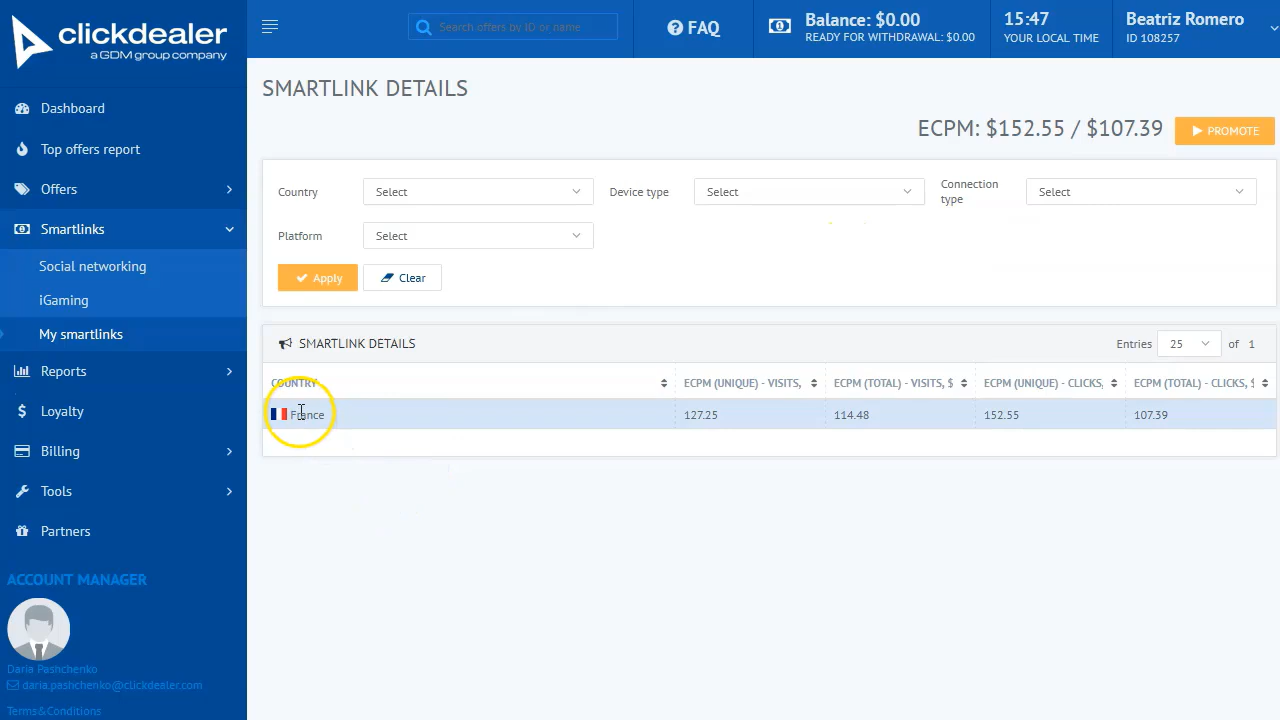 clickdealer
a GDM group company
Search offers by ID or name
FAQ
Balance: $0.00
READY FOR WITHDRAWAL: $0.00
15:47
YOUR LOCAL TIME
Beatriz Romero
ID 108257
Dashboard
Top offers report
Offers
Smartlinks
Social networking
iGaming
My smartlinks
Reports
Loyalty
Billing
Tools
Partners
ACCOUNT MANAGER
Daria Pashchenko
daria.pashchenko@clickdealer.com
Terms&Conditions
SMARTLINK DETAILS
ECPM: $152.55 / $107.39
PROMOTE
Country
Select
Device type
Select
Connection
type
Select
Platform
Select
Apply
Clear
SMARTLINK DETAILS
Entries
25
of 1
COUNTRY
ECPM (UNIQUE) - VISITS,
ECPM (TOTAL) - VISITS, $
ECPM (UNIQUE) - CLICKS,
ECPM (TOTAL) - CLICKS, $
France
127.25
114.48
152.55
107.39